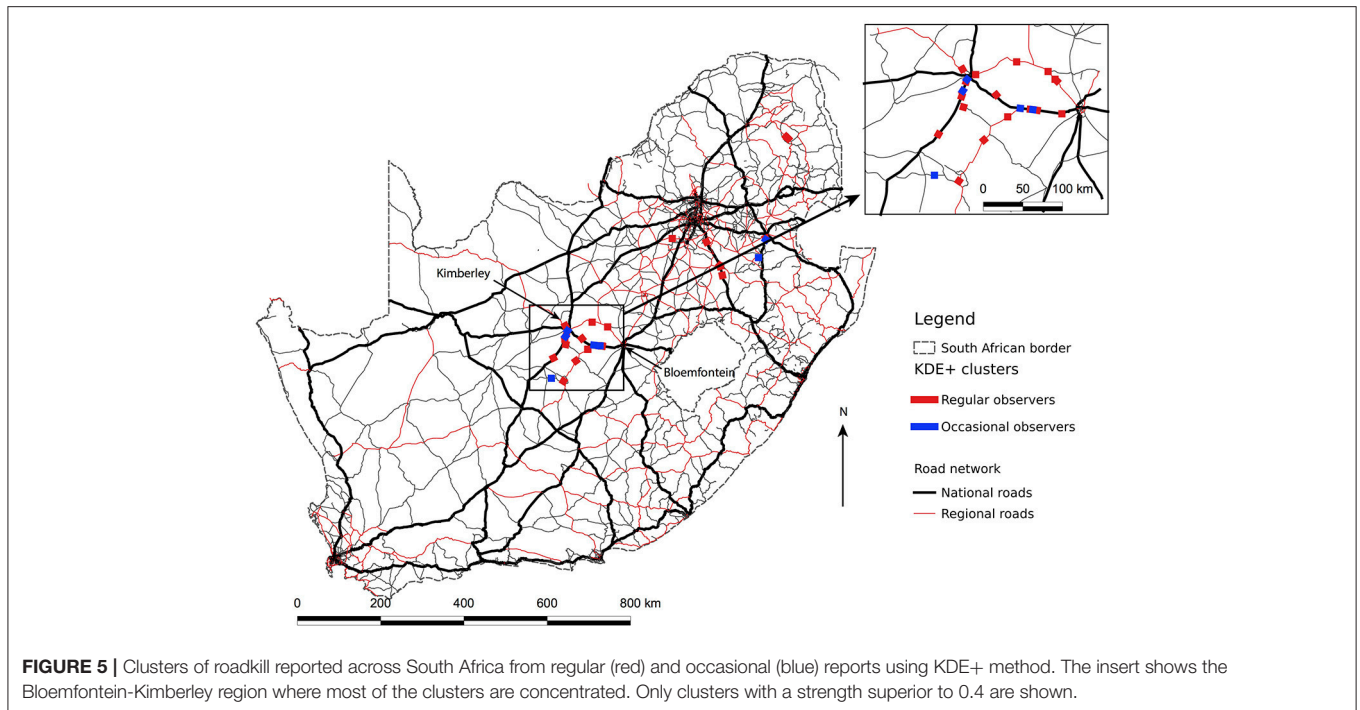 0 50 100 km
Kimberley
Bloemfontein
Legend
South African border
KDE+ clusters
Regular observers
Occasional observers
N
Road network
National roads
Regional roads
0 200 400 600 800 km
FIGURE 5 | Clusters of roadkill reported across South Africa from regular (red) and occasional (blue) reports using KDE+ method. The insert shows the
Bloemfontein-Kimberley region where most of the clusters are concentrated. Only clusters with a strength superior to 0.4 are shown.